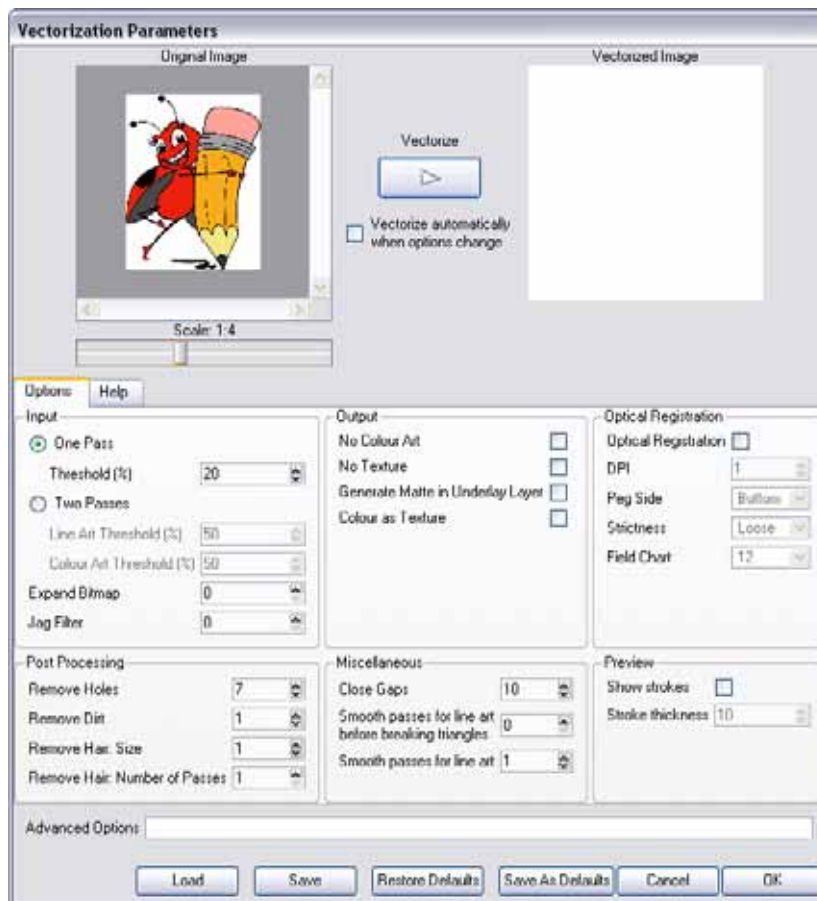 Vectorization Parameters
Original Image
Vectorized Image
Vectorize
Vectorize automatically
when options change
Scale: 1:4
Options Help
Input
One Pass
Threshold (%) 20
Two Passes
Line Art Threshold (%) 50
Colour Art Threshold (%) 50
Expand Bitmap 0
Jag Filter 0
Output
No Colour Art
No Texture
Generate Matte in Underlay Layer
Colour as Texture
Optical Registration
Optical Registration
DPI 1
Peg Side Bottom
Strictness Loose
Field Chart 12
Post Processing
Remove Holes 7
Remove Dirt 1
Remove Hair: Size 1
Remove Hair: Number of Passes 1
Miscellaneous
Close Gaps 10
Smooth passes for line art
before breaking triangles 0
Smooth passes for line art 1
Preview
Show strokes
Stroke thickness 10
Advanced Options
Load Save Restore Defaults Save As Defaults Cancel OK